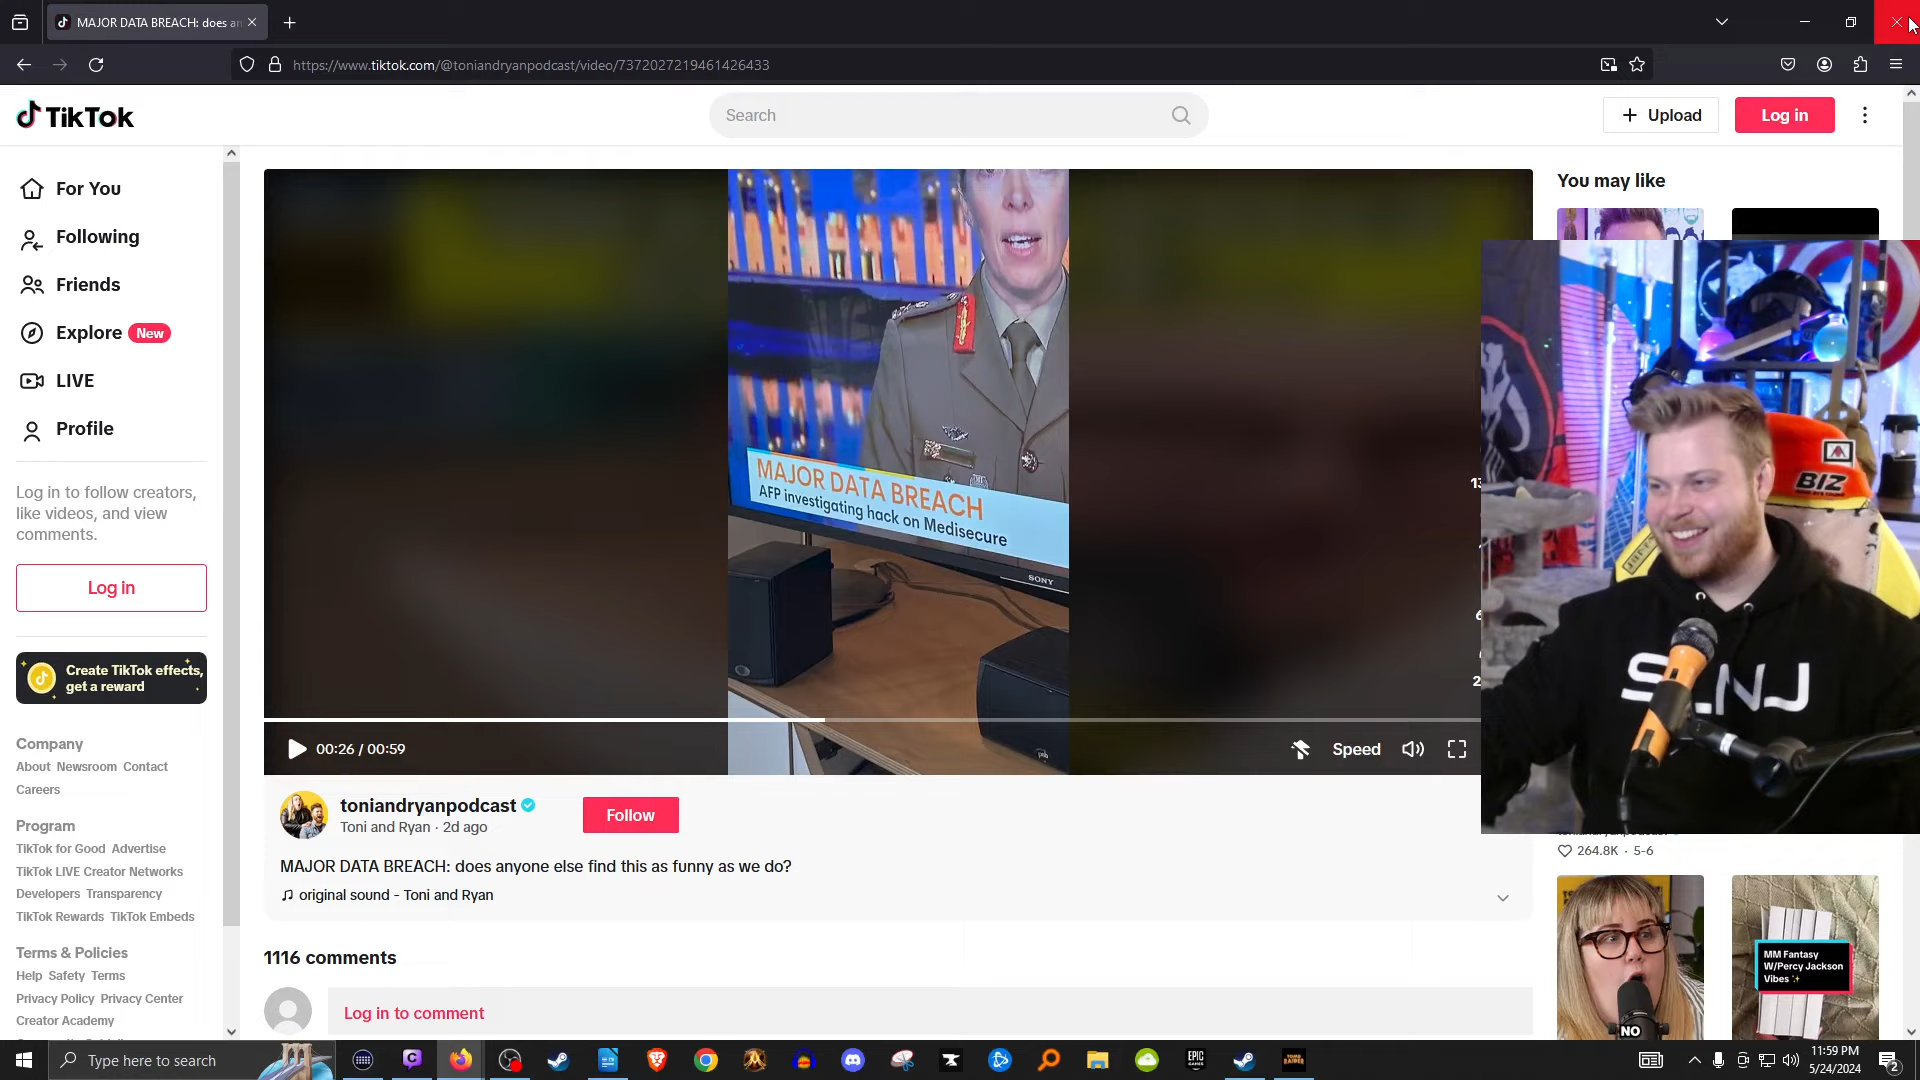 MAJOR DATA BREACH: does an
https://www.tiktok.com/@toniandryanpodcast/video/7372027219461426433
TikTok
Search
Upload
Log in
For You
Following
Friends
Explore New
LIVE
Profile
Log in to follow creators,
like videos, and view
comments.
Log in
Create TikTok effects,
get a reward
Company
About Newsroom Contact
Careers
Program
TikTok for Good Advertise
TikTok LIVE Creator Networks
Developers Transparency
TikTok Rewards TikTok Embeds
Terms & Policies
Help Safety Terms
Privacy Policy Privacy Center
Creator Academy
MAJOR DATA BREACH
AFP investigating hack on Medisecure
SONY
00:26 / 00:59
Speed
toniandryanpodcast
Toni and Ryan · 2d ago
Follow
MAJOR DATA BREACH: does anyone else find this as funny as we do?
original sound - Toni and Ryan
1116 comments
Log in to comment
You may like
BIZ
264.8K · 5-6
NO
MM Fantasy
W/Percy Jackson
Vibes
Type here to search
EPIC
GAMES
TOMB
RAIDER
11:59 PM
5/24/2024
2